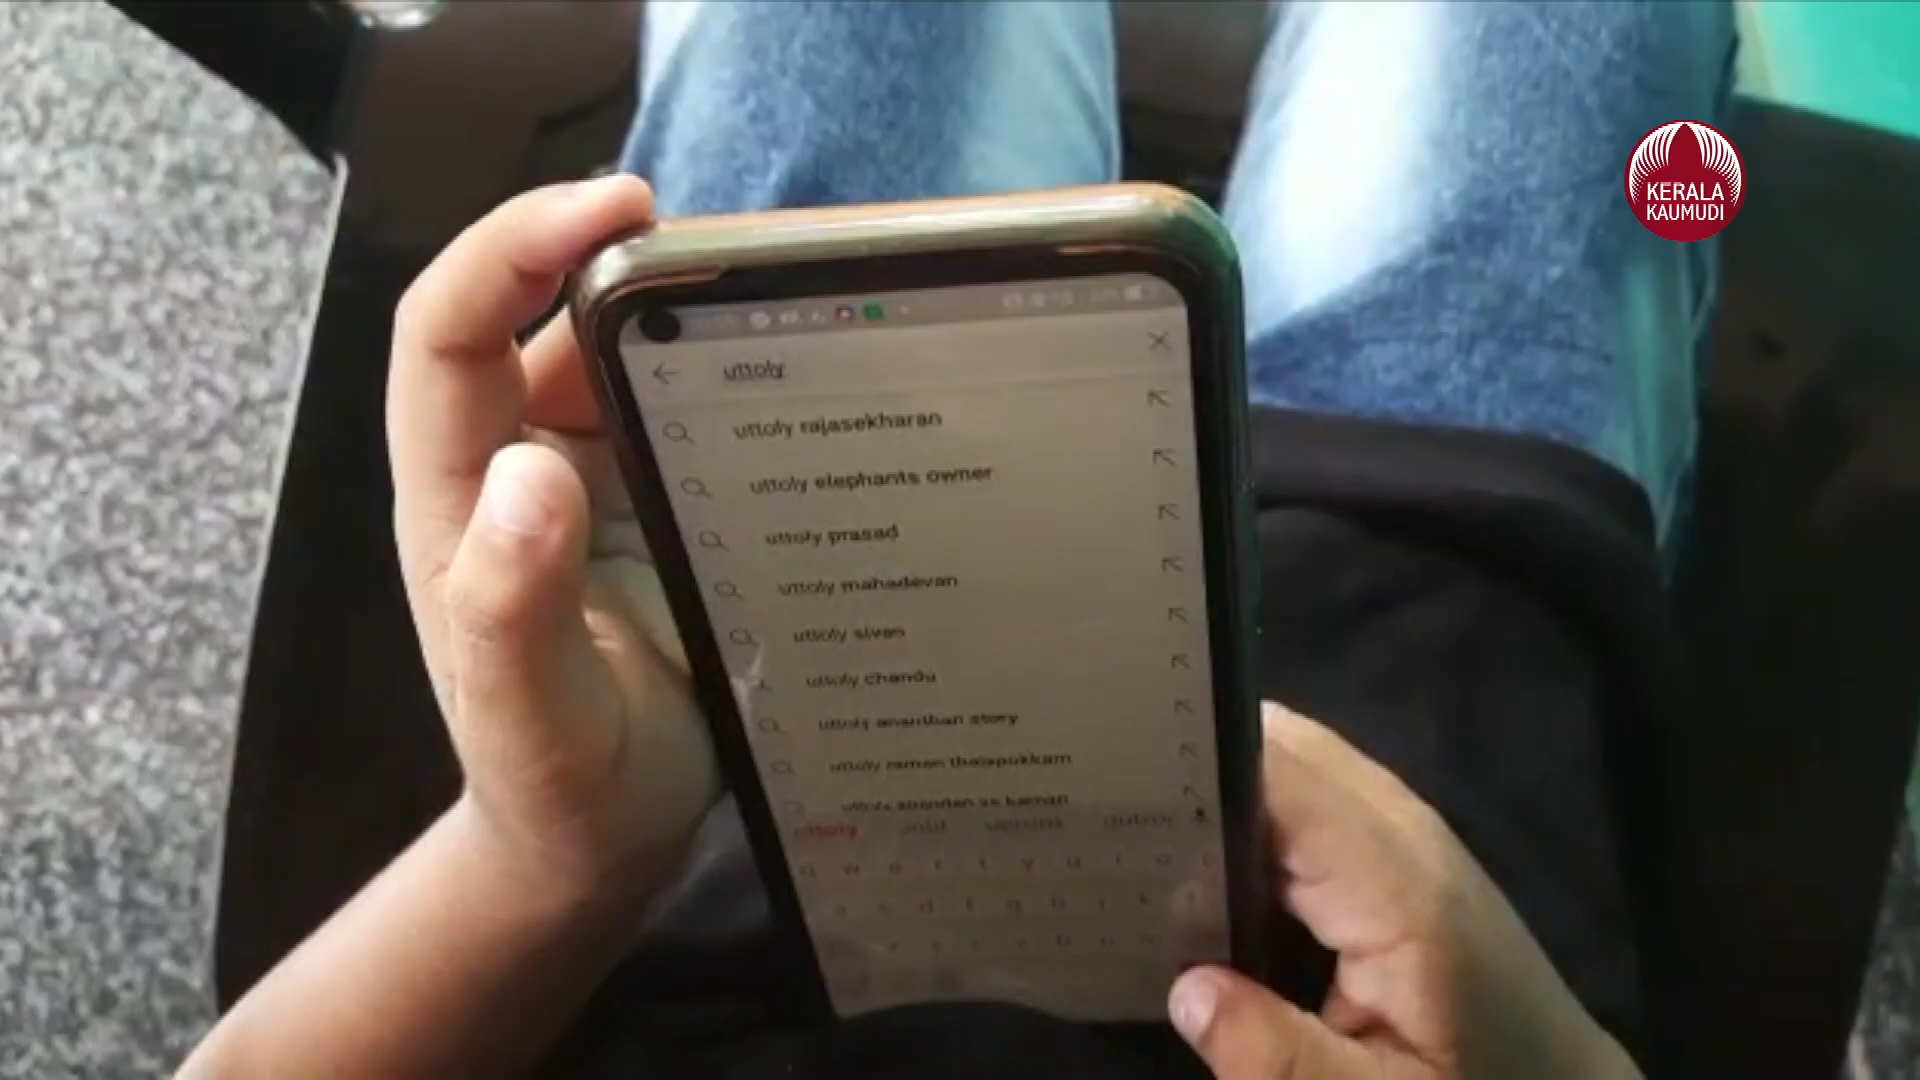 KERALA
KAUMUDI
uttoly
uttoly rajasekharan
uttoly elephants owner
uttoly prasad
uttoly mahadevan
uttoly sivan
uttoly chandu
uttoly ananthan story
uttoly raman thalapokkam
uttoly
q w e r t y u i o p